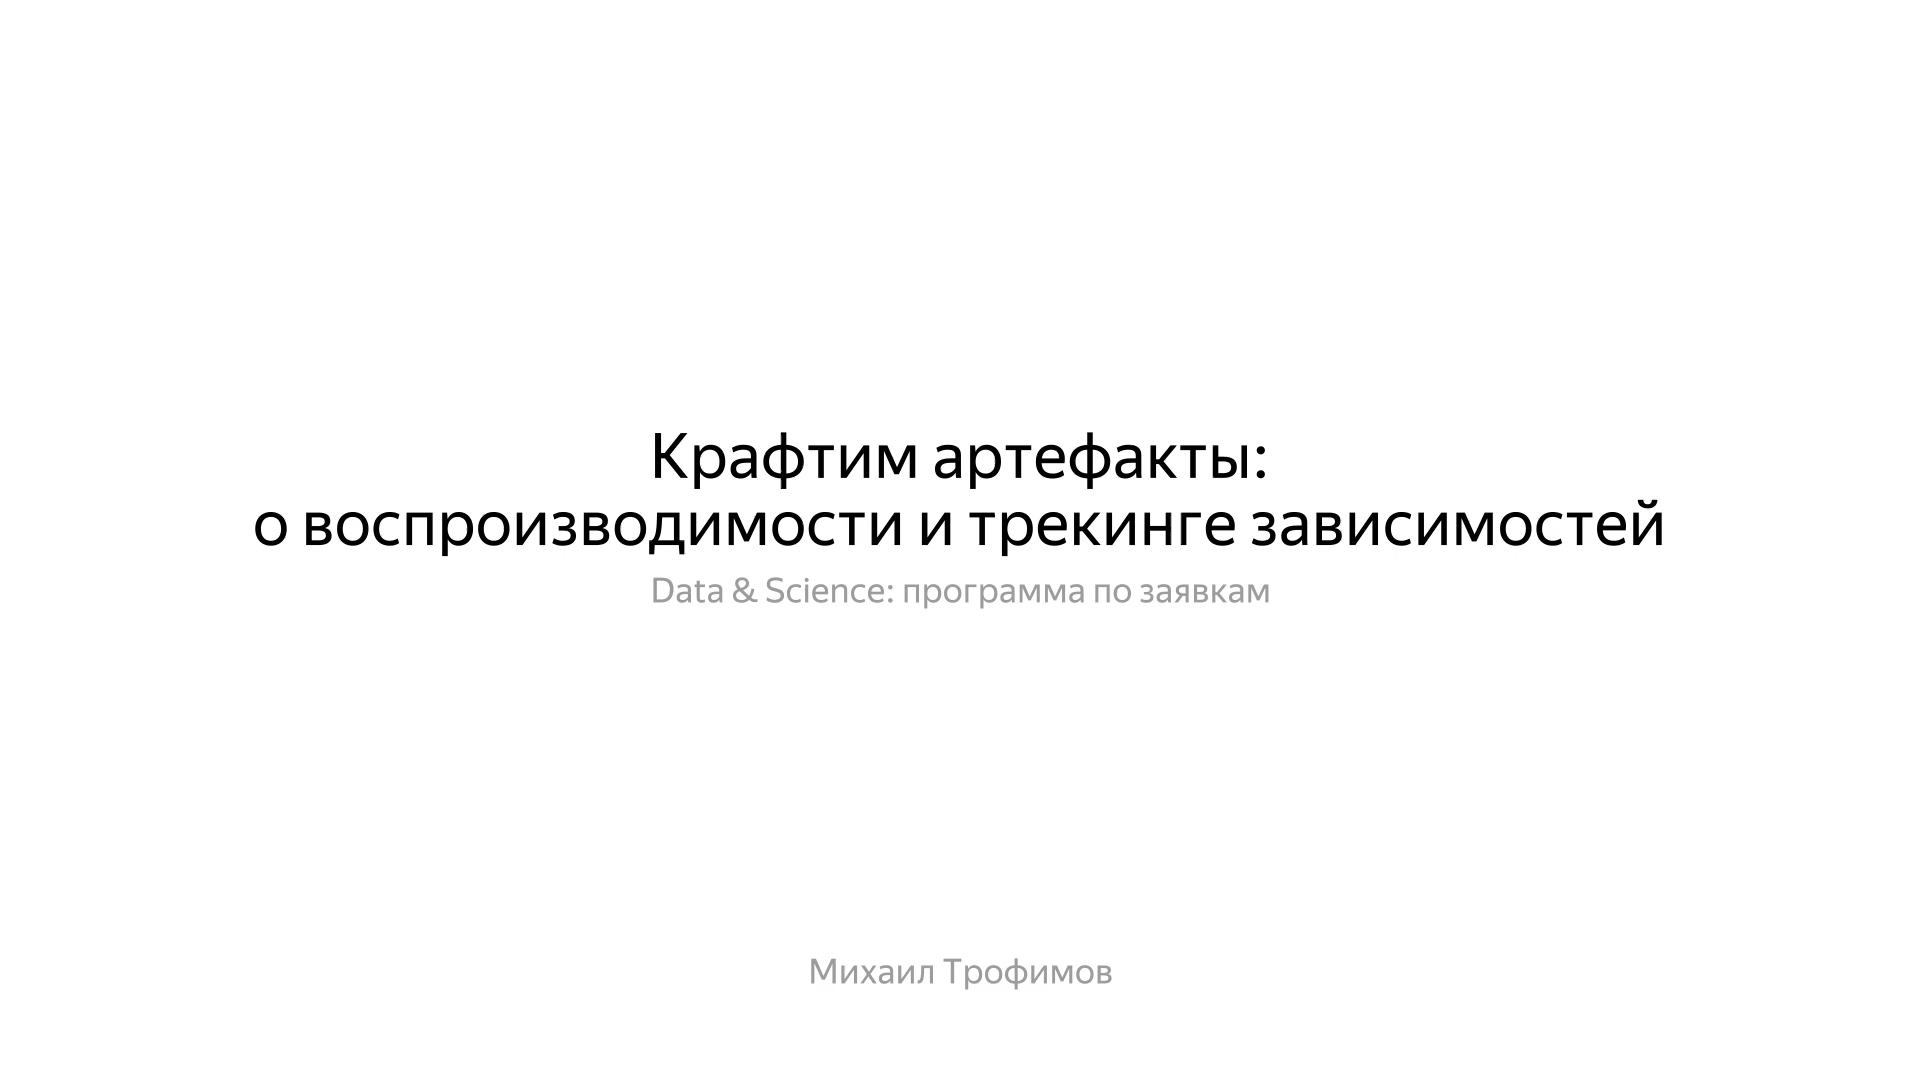 Крафтим артефакты:
о воспроизводимости и трекинге зависимостей
Data & Science: программа по заявкам
Михаил Трофимов